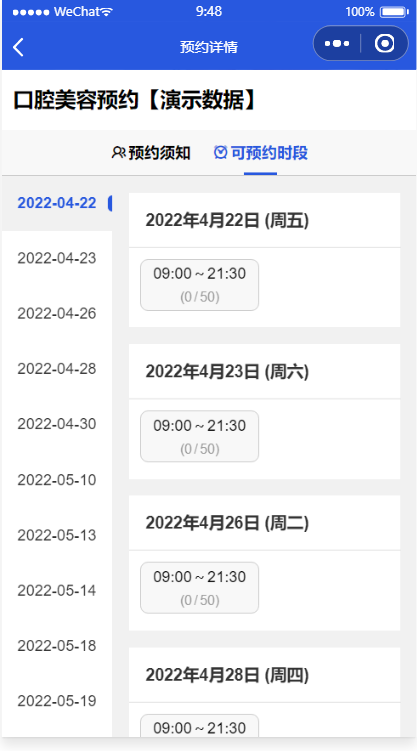 WeChat 9:48 100%
预约详情
口腔美容预约【演示数据】
预约须知 可预约时段
2022-04-22
2022-04-23
2022-04-26
2022-04-28
2022-04-30
2022-05-10
2022-05-13
2022-05-14
2022-05-18
2022-05-19
2022年4月22日 (周五)
09:00 ~ 21:30
(0 / 50)
2022年4月23日 (周六)
09:00 ~ 21:30
(0 / 50)
2022年4月26日 (周二)
09:00 ~ 21:30
(0 / 50)
2022年4月28日 (周四)
09:00 ~ 21:30